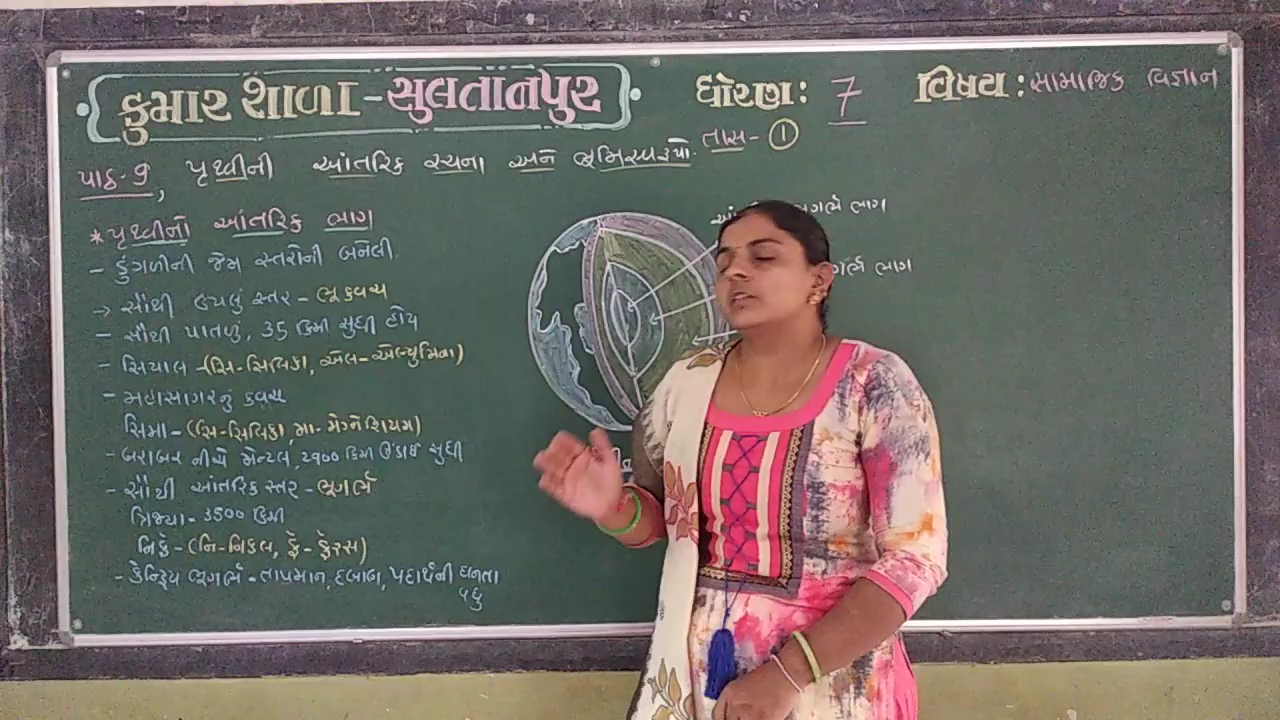 કુમાર શાળા - સુલતાનપુર
ધોરણ : 7
વિષય : સામાજિક વિજ્ઞાન
પાઠ-9, પૃથ્વીની આંતરિક રચના અને ભૂમિસ્વરૂપો. તાસ- ①
* પૃથ્વીનો આંતરિક ભાગ
- ડુંગળીની જેમ સ્તરોની બનેલી
→ સૌથી ઉપલું સ્તર - ભૂકવચ
- સૌથી પાતળું, 35 કિમી સુધી હોય
- સિયાલ - (સિ-સિલિકા, એલ-એલ્યુમિના)
- મહાસાગરનું કવચ
સિમા - (સિ-સિલિકા, મા- મેગ્નેશિયમ)
- બરાબર નીચે મેન્ટલ, ૨૧૦૦ કિમી ઊંડાઈ સુધી
- સૌથી આંતરિક સ્તર - ભૂગર્ભ
ત્રિજ્યા - 3500 કિમી
નિફે - (નિ-નિકલ, ફે- ફેરસ)
- કેન્દ્રિય ભૂગર્ભ - તાપમાન, દબાણ, પદાર્થની ઘનતા
વધુ
ભાગ
ભાગ